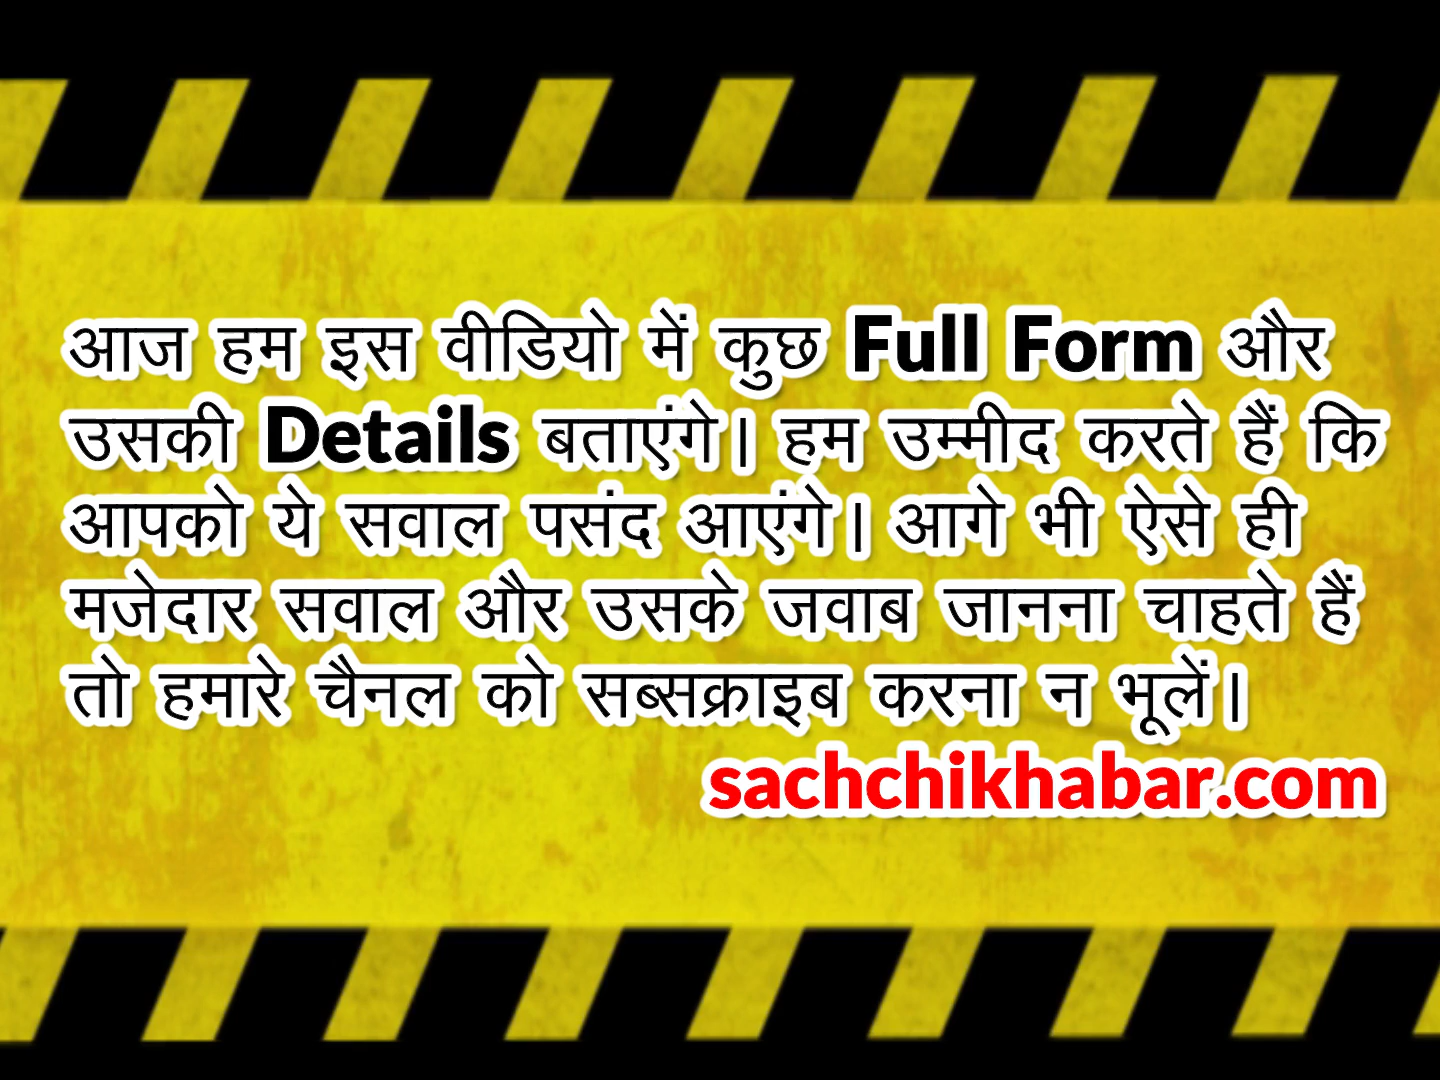 आज हम इस वीडियो में कुछ Full Form और
उसकी Details बताएंगे। हम उम्मीद करते हैं कि
आपको ये सवाल पसंद आएंगे। आगे भी ऐसे ही
मजेदार सवाल और उसके जवाब जानना चाहते हैं
तो हमारे चैनल को सब्सक्राइब करना न भूलें।
sachchikhabar.com